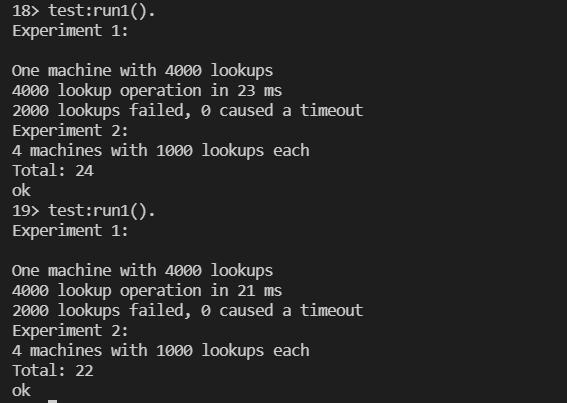 18> test:run1().
Experiment 1:
One machine with 4000 lookups
4000 lookup operation in 23 ms
2000 lookups failed, 0 caused a timeout
Experiment 2:
4 machines with 1000 lookups each
Total: 24
ok
19> test:run1().
Experiment 1:
One machine with 4000 lookups
4000 lookup operation in 21 ms
2000 lookups failed, 0 caused a timeout
Experiment 2:
4 machines with 1000 lookups each
Total: 22
ok